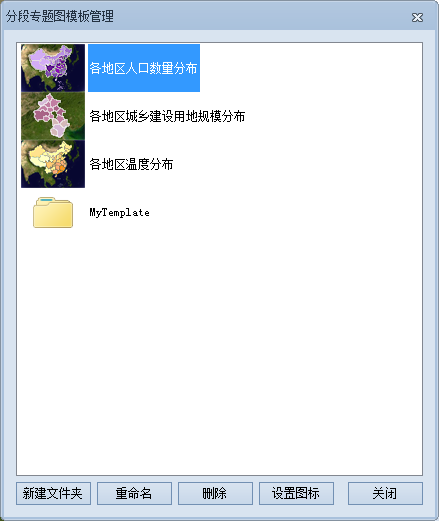 分段专题图模板管理
各地区人口数量分布
各地区城乡建设用地规模分布
各地区温度分布
MyTemplate
新建文件夹 重命名 删除 设置图标 关闭